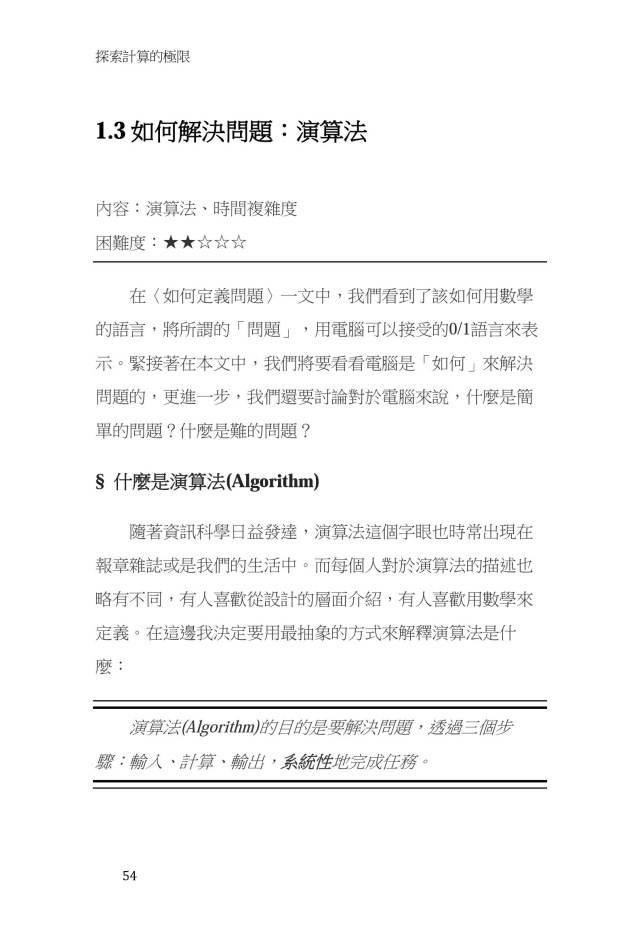 探索計算的極限
1.3 如何解決問題：演算法
內容：演算法、時間複雜度
困難度：★★☆☆☆
在〈如何定義問題〉一文中，我們看到了該如何用數學
的語言，將所謂的「問題」，用電腦可以接受的0/1語言來表
示。緊接著在本文中，我們將要看看電腦是「如何」來解決
問題的，更進一步，我們還要討論對於電腦來說，什麼是簡
單的問題？什麼是難的問題？
§ 什麼是演算法(Algorithm)
隨著資訊科學日益發達，演算法這個字眼也時常出現在
報章雜誌或是我們的生活中。而每個人對於演算法的描述也
略有不同，有人喜歡從設計的層面介紹，有人喜歡用數學來
定義。在這邊我決定要用最抽象的方式來解釋演算法是什
麼：
演算法(Algorithm)的目的是要解決問題，透過三個步
驟：輸入、計算、輸出，系統性地完成任務。
54